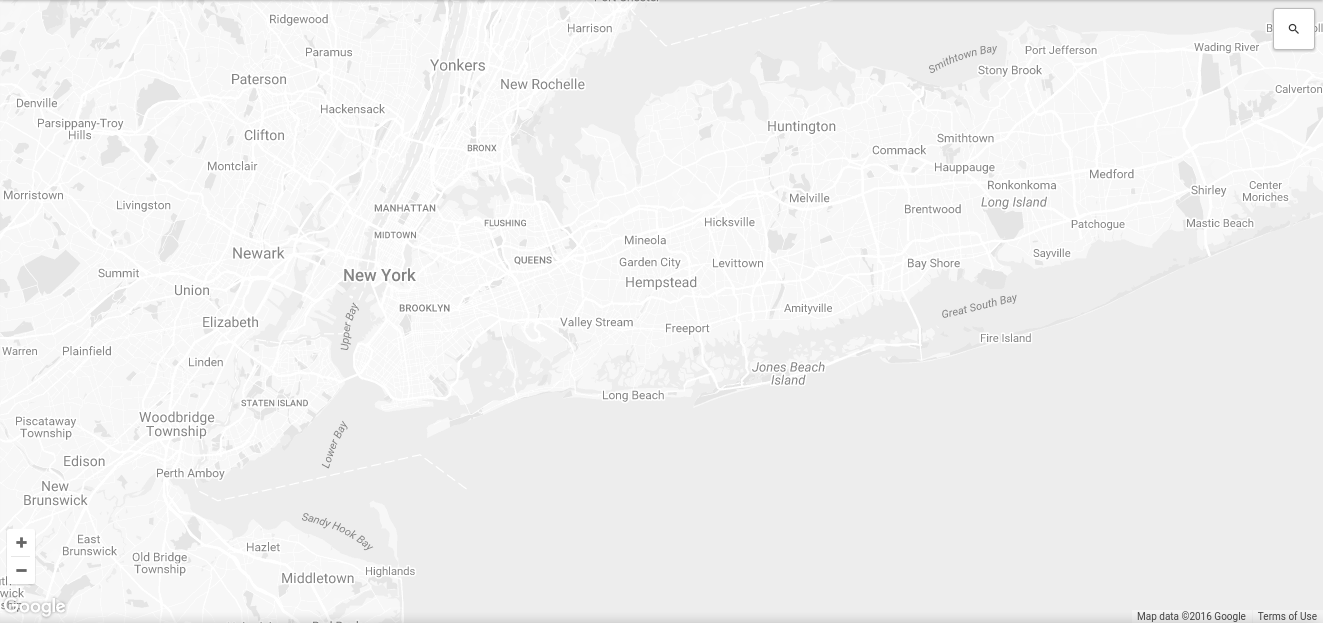 Ridgewood
Harrison
Paramus
Yonkers
Paterson
New Rochelle
Smithtown Bay
Port Jefferson
Wading River
Stony Brook
Calverton
Denville
Hackensack
Parsippany-Troy
Hills
Clifton
Huntington
BRONX
Commack
Smithtown
Montclair
Hauppauge
Medford
Morristown
Livingston
MANHATTAN
Melville
Ronkonkoma
Long Island
Shirley
Center
Moriches
FLUSHING
Hicksville
Brentwood
Patchogue
Mastic Beach
MIDTOWN
Mineola
Newark
QUEENS
Garden City
Levittown
Bay Shore
Sayville
Summit
New York
Hempstead
Union
BROOKLYN
Amityville
Great South Bay
Elizabeth
Upper Bay
Valley Stream
Freeport
Fire Island
Warren
Plainfield
Linden
Jones Beach
Island
Long Beach
STATEN ISLAND
Piscataway
Township
Woodbridge
Township
Lower Bay
Edison
Perth Amboy
New
Brunswick
Sandy Hook Bay
East
Brunswick
Old Bridge
Township
Hazlet
Middletown
Highlands
+
−
Google
Map data ©2016 Google
Terms of Use